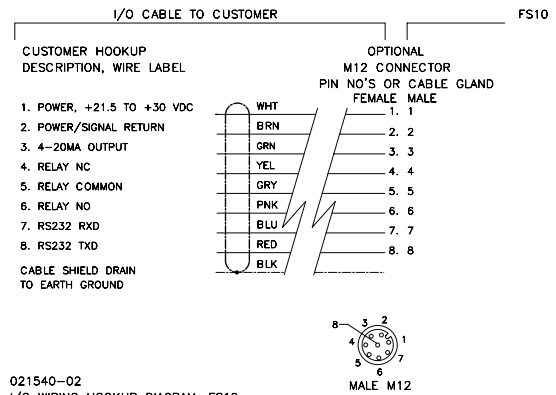 I/O CABLE TO CUSTOMER
FS10
CUSTOMER HOOKUP
DESCRIPTION, WIRE LABEL
OPTIONAL
M12 CONNECTOR
PIN NO'S OR CABLE GLAND
FEMALE MALE
1. POWER, +21.5 TO +30 VDC WHT 1. 1
2. POWER/SIGNAL RETURN BRN 2. 2
3. 4-20MA OUTPUT GRN 3. 3
4. RELAY NC YEL 4. 4
5. RELAY COMMON GRY 5. 5
6. RELAY NO PNK 6. 6
7. RS232 RXD BLU 7. 7
8. RS232 TXD RED 8. 8
CABLE SHIELD DRAIN BLK
TO EARTH GROUND
8 3 2
4 1
5 6 7
MALE M12
021540-02
I/O WIRING HOOKUP DIAGRAM, FS10